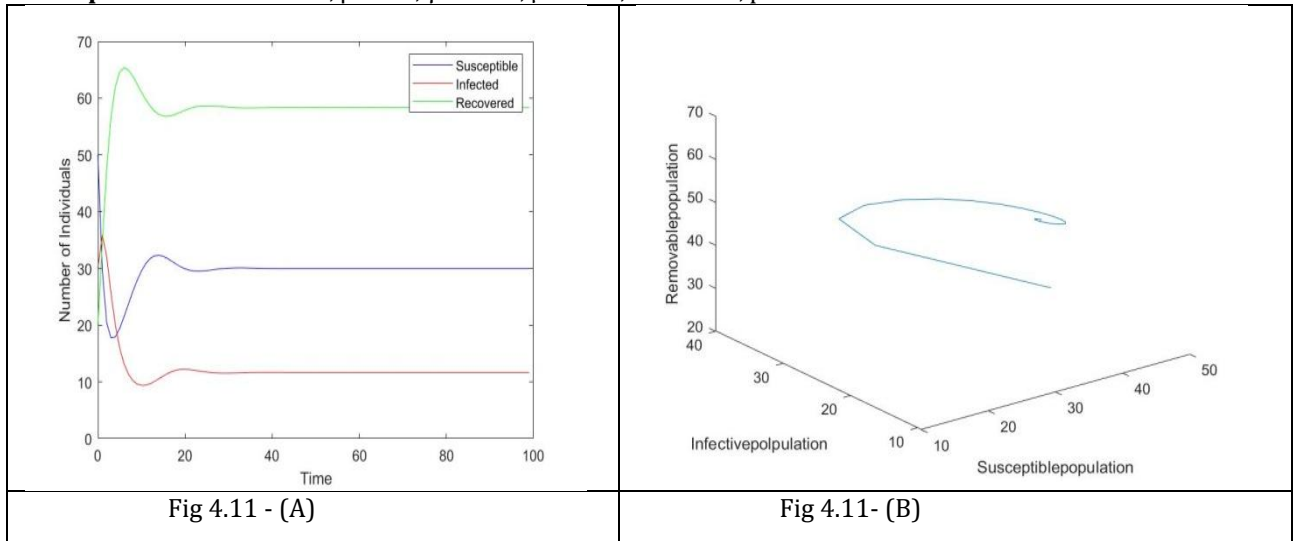 70
60
50
40
30
20
10
0
Number of Individuals
Susceptible
Infected
Recovered
0 20 40 60 80 100
Time
70
60
50
40
30
20
Removablepopulation
40
30
20
10
Infectivepolpulation
10
20
30
40
50
Susceptiblepopulation
Fig 4.11 - (A)
Fig 4.11- (B)